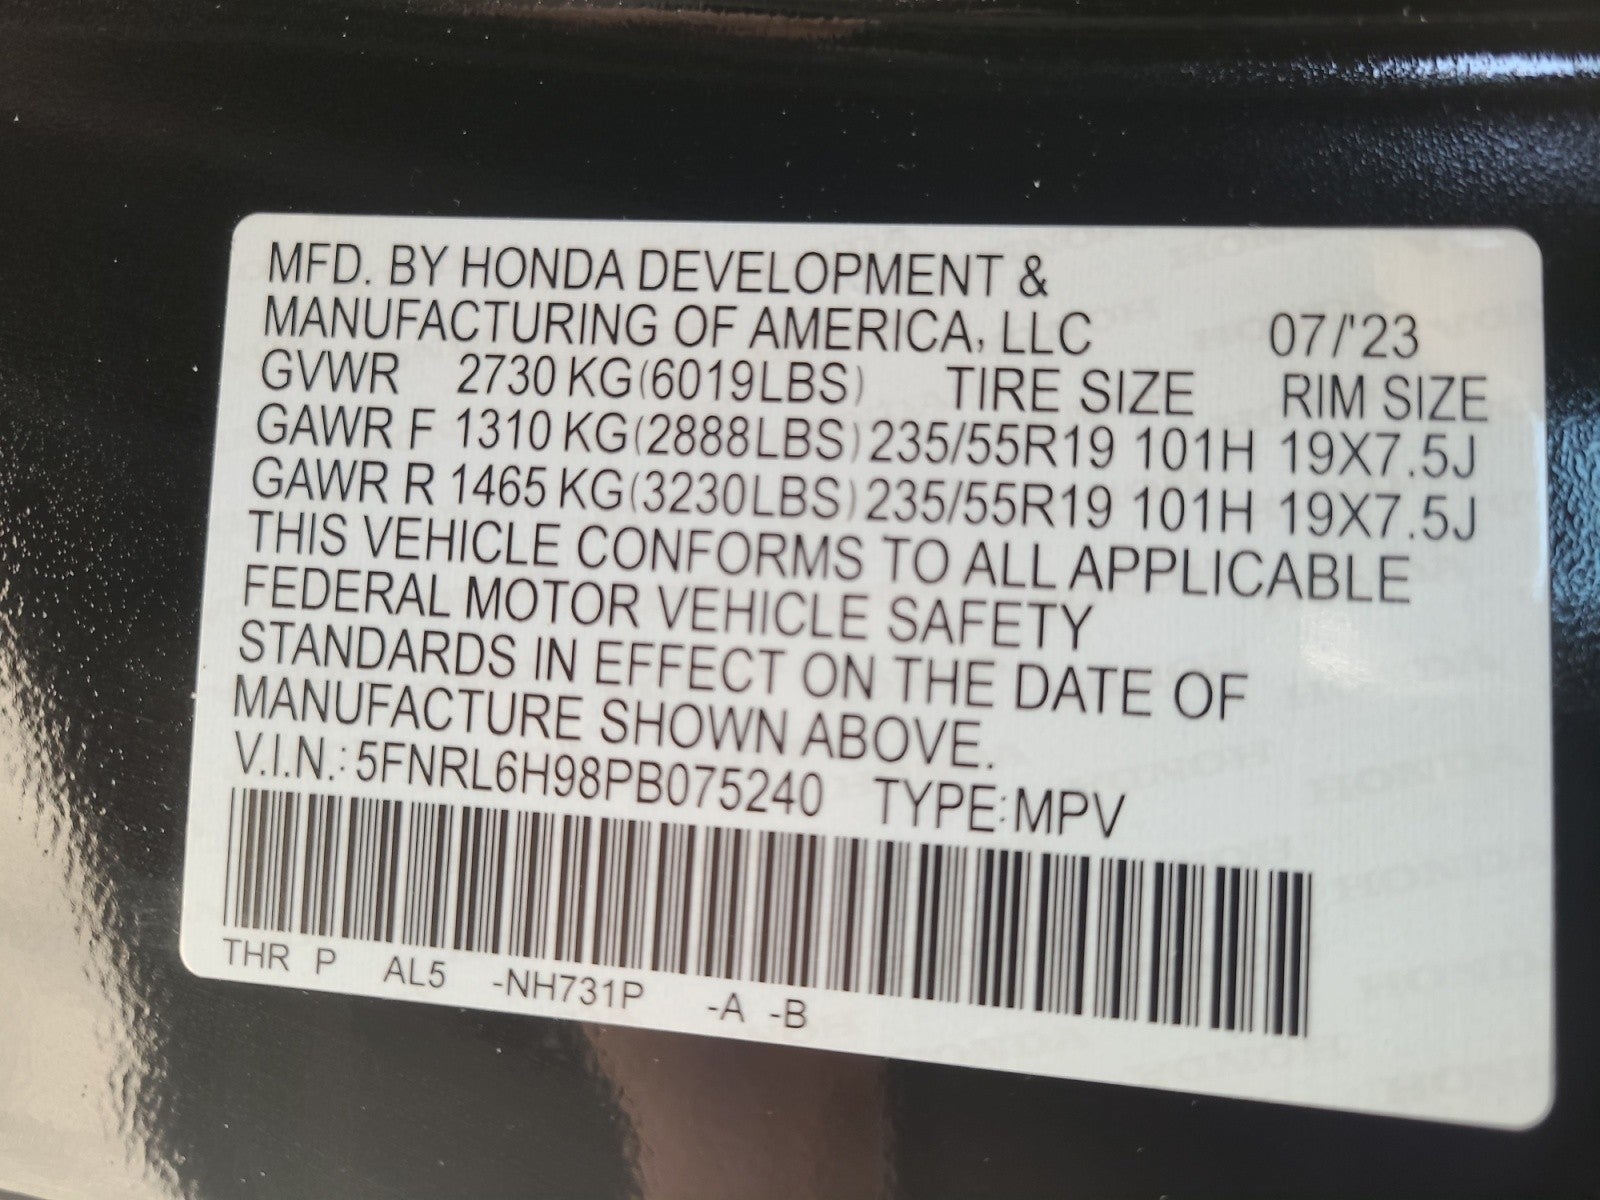 MFD. BY HONDA DEVELOPMENT &
MANUFACTURING OF AMERICA, LLC 07/'23
GVWR 2730 KG(6019LBS) TIRE SIZE RIM SIZE
GAWR F 1310 KG(2888LBS) 235/55R19 101H 19X7.5J
GAWR R 1465 KG(3230LBS) 235/55R19 101H 19X7.5J
THIS VEHICLE CONFORMS TO ALL APPLICABLE
FEDERAL MOTOR VEHICLE SAFETY
STANDARDS IN EFFECT ON THE DATE OF
MANUFACTURE SHOWN ABOVE.
V.I.N.: 5FNRL6H98PB075240 TYPE:MPV
THR P AL5 -NH731P -A -B